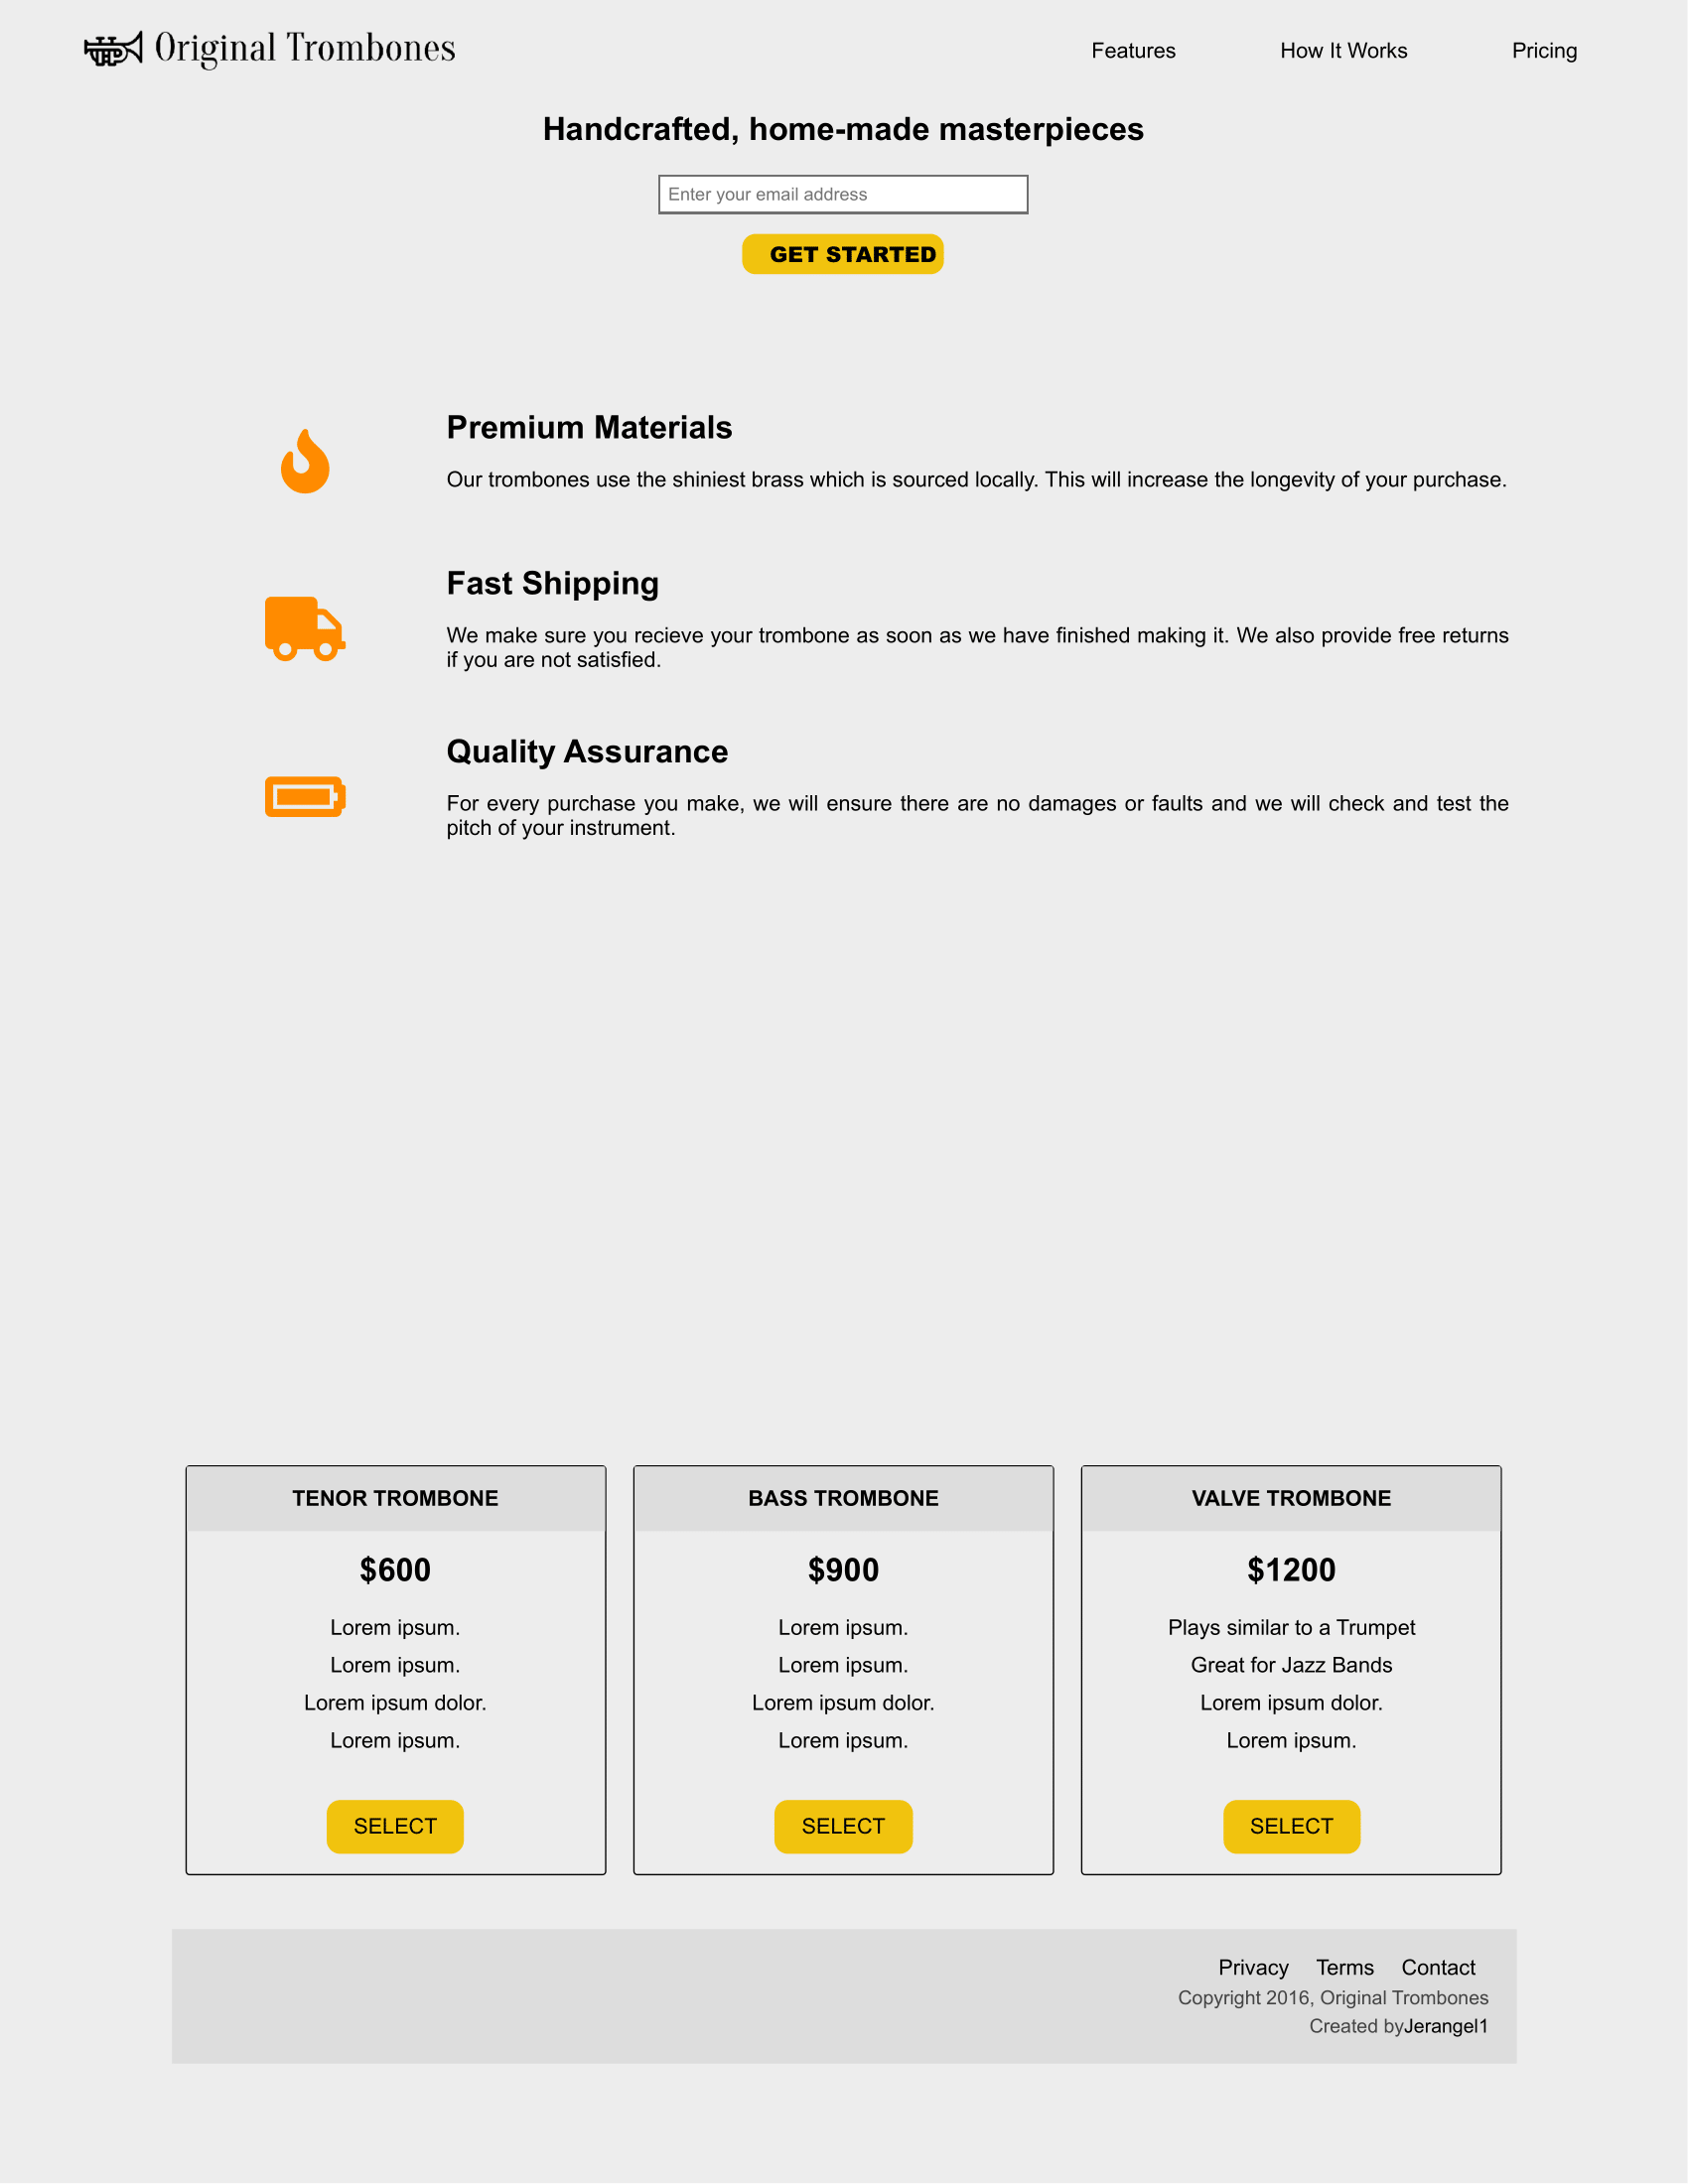 Original Trombones
Features
How It Works
Pricing
Handcrafted, home-made masterpieces
Enter your email address
GET STARTED
Premium Materials
Our trombones use the shiniest brass which is sourced locally. This will increase the longevity of your purchase.
Fast Shipping
We make sure you recieve your trombone as soon as we have finished making it. We also provide free returns
if you are not satisfied.
Quality Assurance
For every purchase you make, we will ensure there are no damages or faults and we will check and test the
pitch of your instrument.
TENOR TROMBONE
$600
Lorem ipsum.
Lorem ipsum.
Lorem ipsum dolor.
Lorem ipsum.
SELECT
BASS TROMBONE
$900
Lorem ipsum.
Lorem ipsum.
Lorem ipsum dolor.
Lorem ipsum.
SELECT
VALVE TROMBONE
$1200
Plays similar to a Trumpet
Great for Jazz Bands
Lorem ipsum dolor.
Lorem ipsum.
SELECT
Privacy Terms Contact
Copyright 2016, Original Trombones
Created byJerangel1